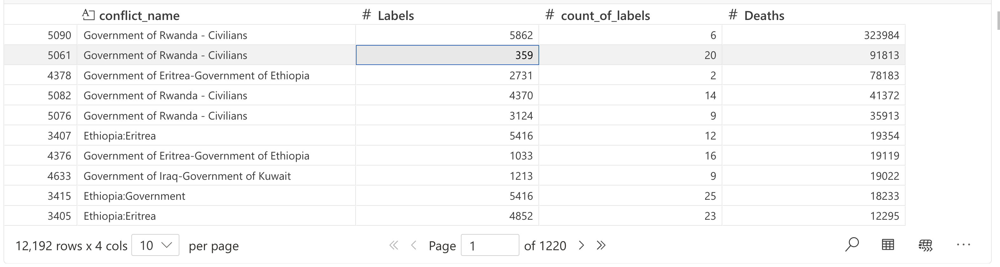 conflict_name # Labels # count_of_labels # Deaths
5090 Government of Rwanda - Civilians 5862 6 323984
5061 Government of Rwanda - Civilians 359 20 91813
4378 Government of Eritrea-Government of Ethiopia 2731 2 78183
5082 Government of Rwanda - Civilians 4370 14 41372
5076 Government of Rwanda - Civilians 3124 9 35913
3407 Ethiopia:Eritrea 5416 12 19354
4376 Government of Eritrea-Government of Ethiopia 1033 16 19119
4633 Government of Iraq-Government of Kuwait 1213 9 19022
3415 Ethiopia:Government 5416 25 18233
3405 Ethiopia:Eritrea 4852 23 12295
12,192 rows x 4 cols 10 per page Page 1 of 1220